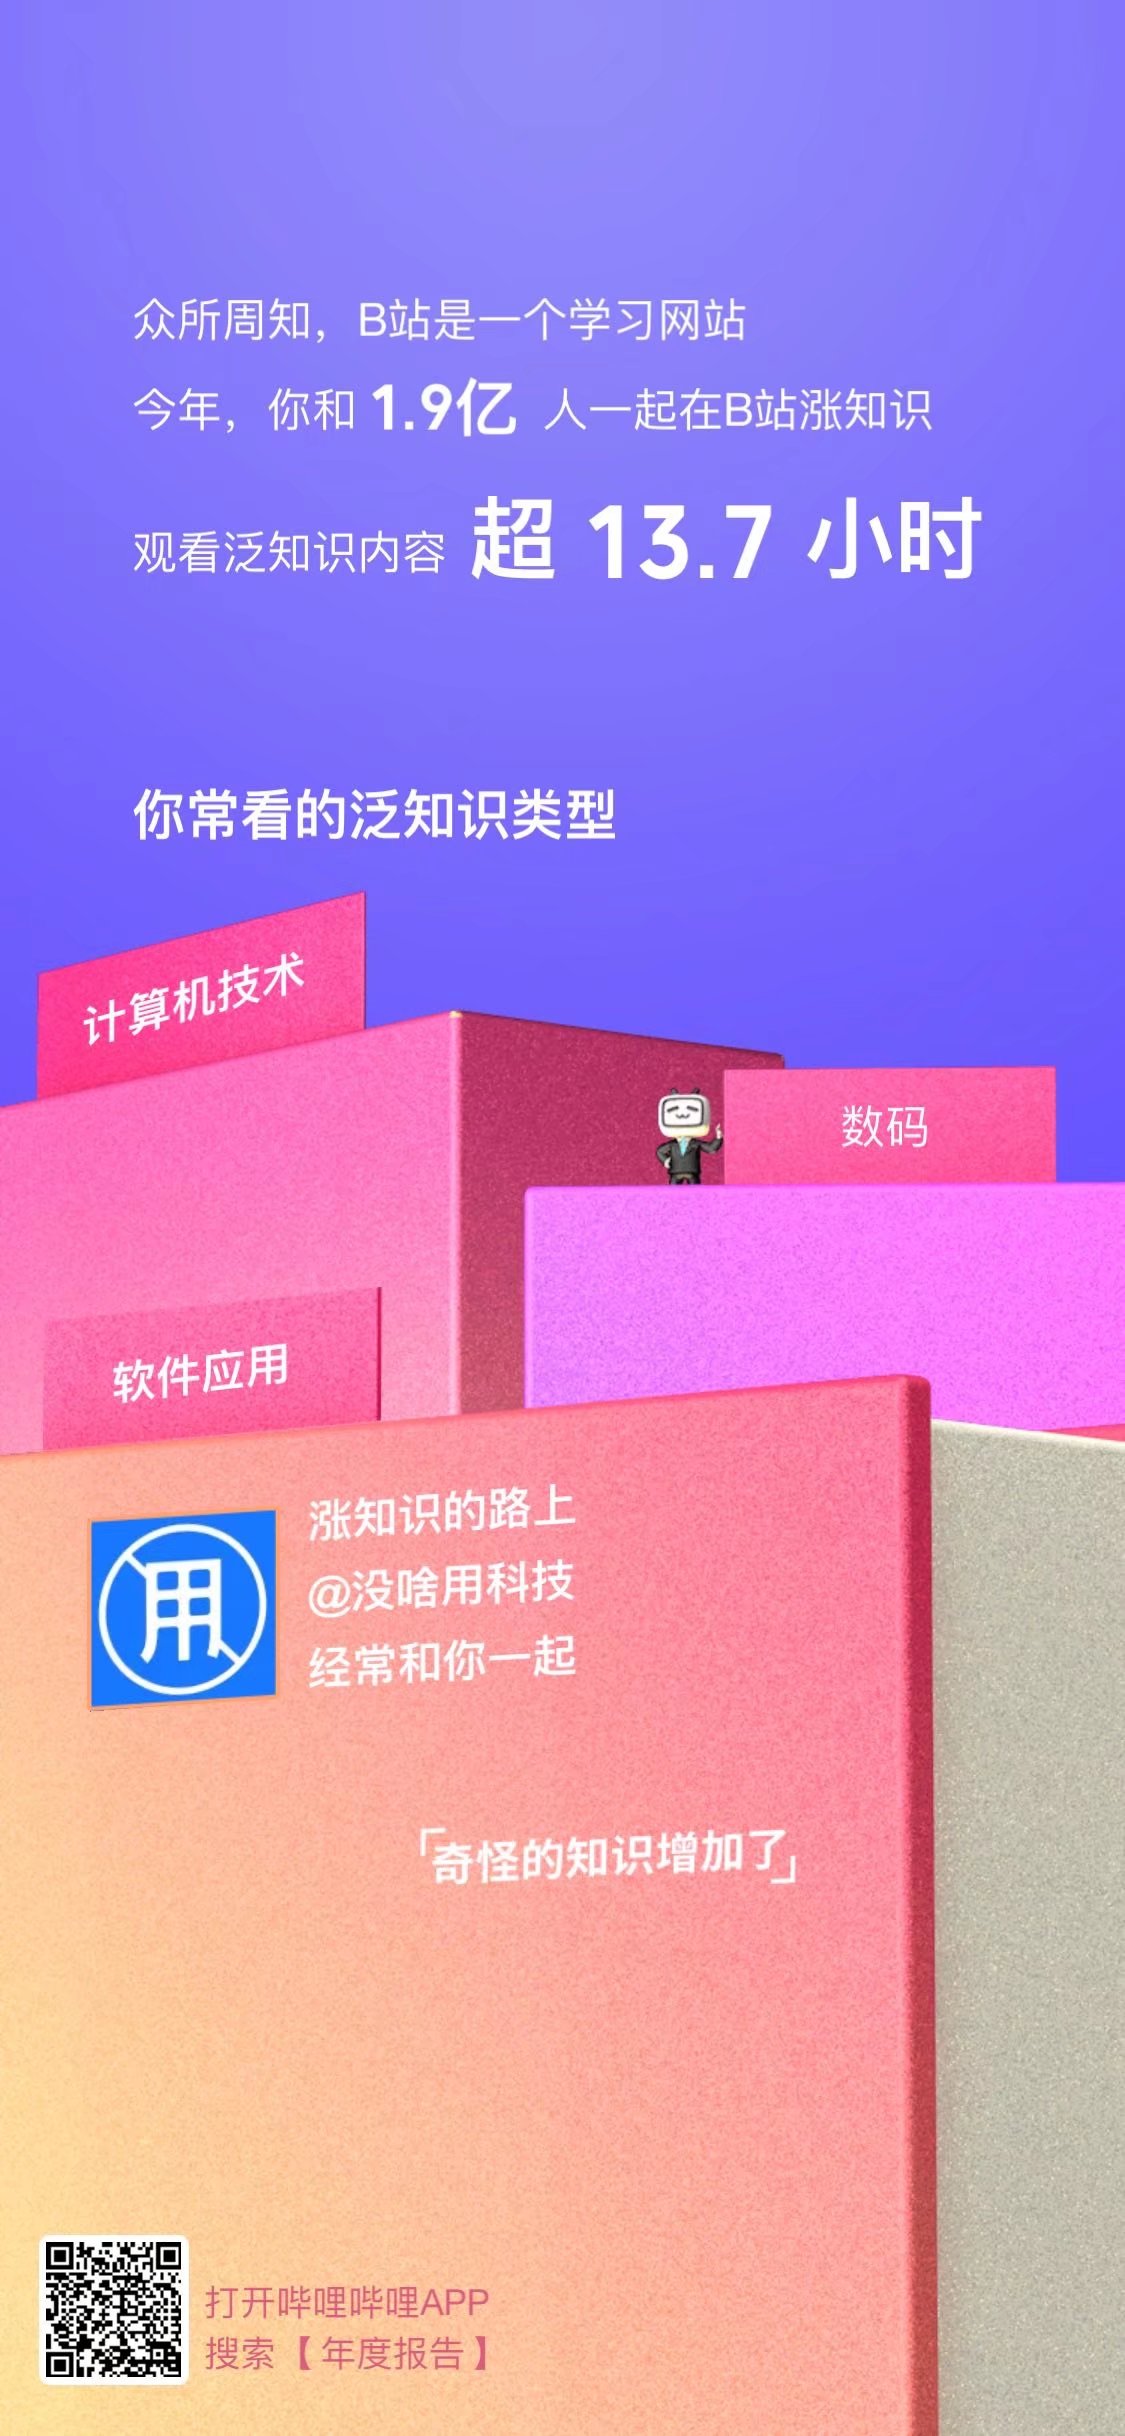 众所周知，B站是一个学习网站
今年，你和 1.9亿 人一起在B站涨知识
观看泛知识内容 超 13.7 小时
你常看的泛知识类型
计算机技术
数码
软件应用
用
涨知识的路上
@没啥用科技
经常和你一起
「奇怪的知识增加了」
打开哔哩哔哩APP
搜索【年度报告】